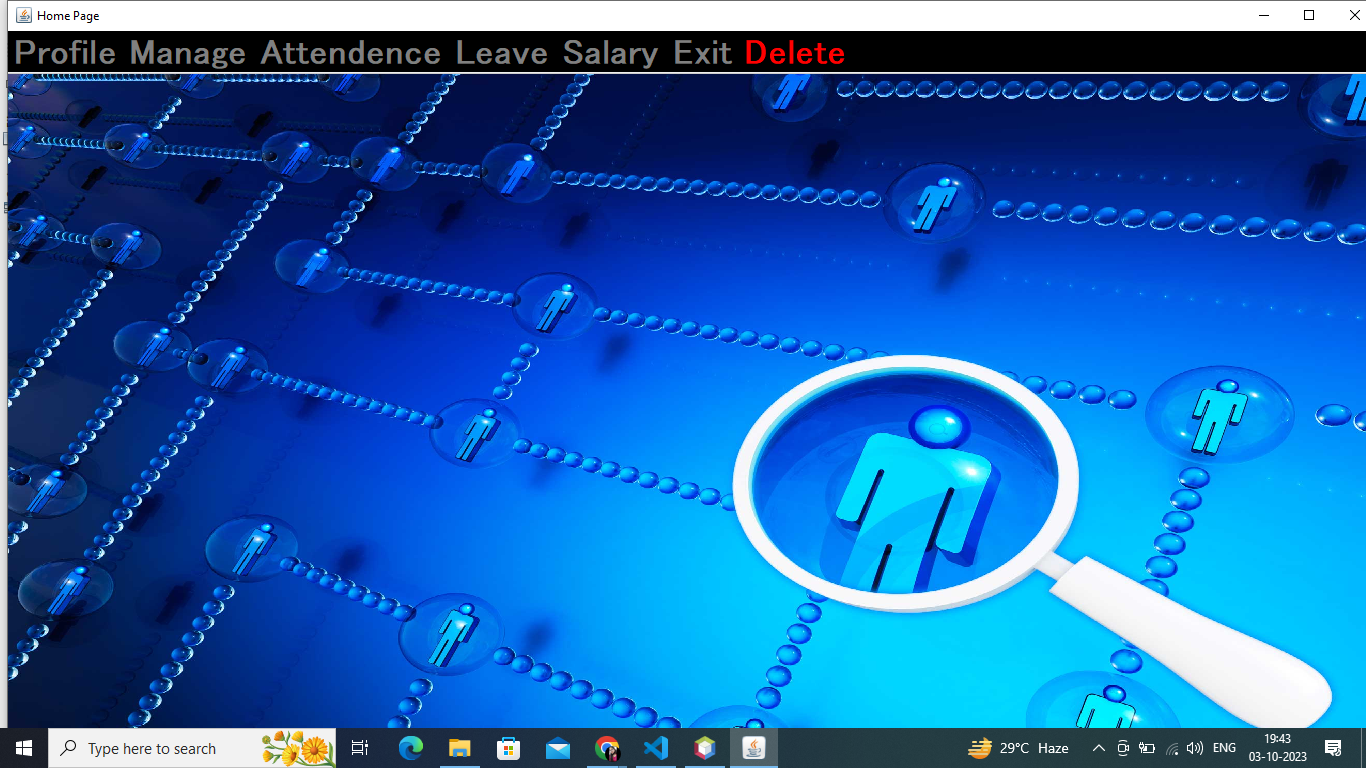 Home Page
Profile Manage Attendence Leave Salary Exit Delete
Type here to search
29°C Haze
ENG
19:43
03-10-2023